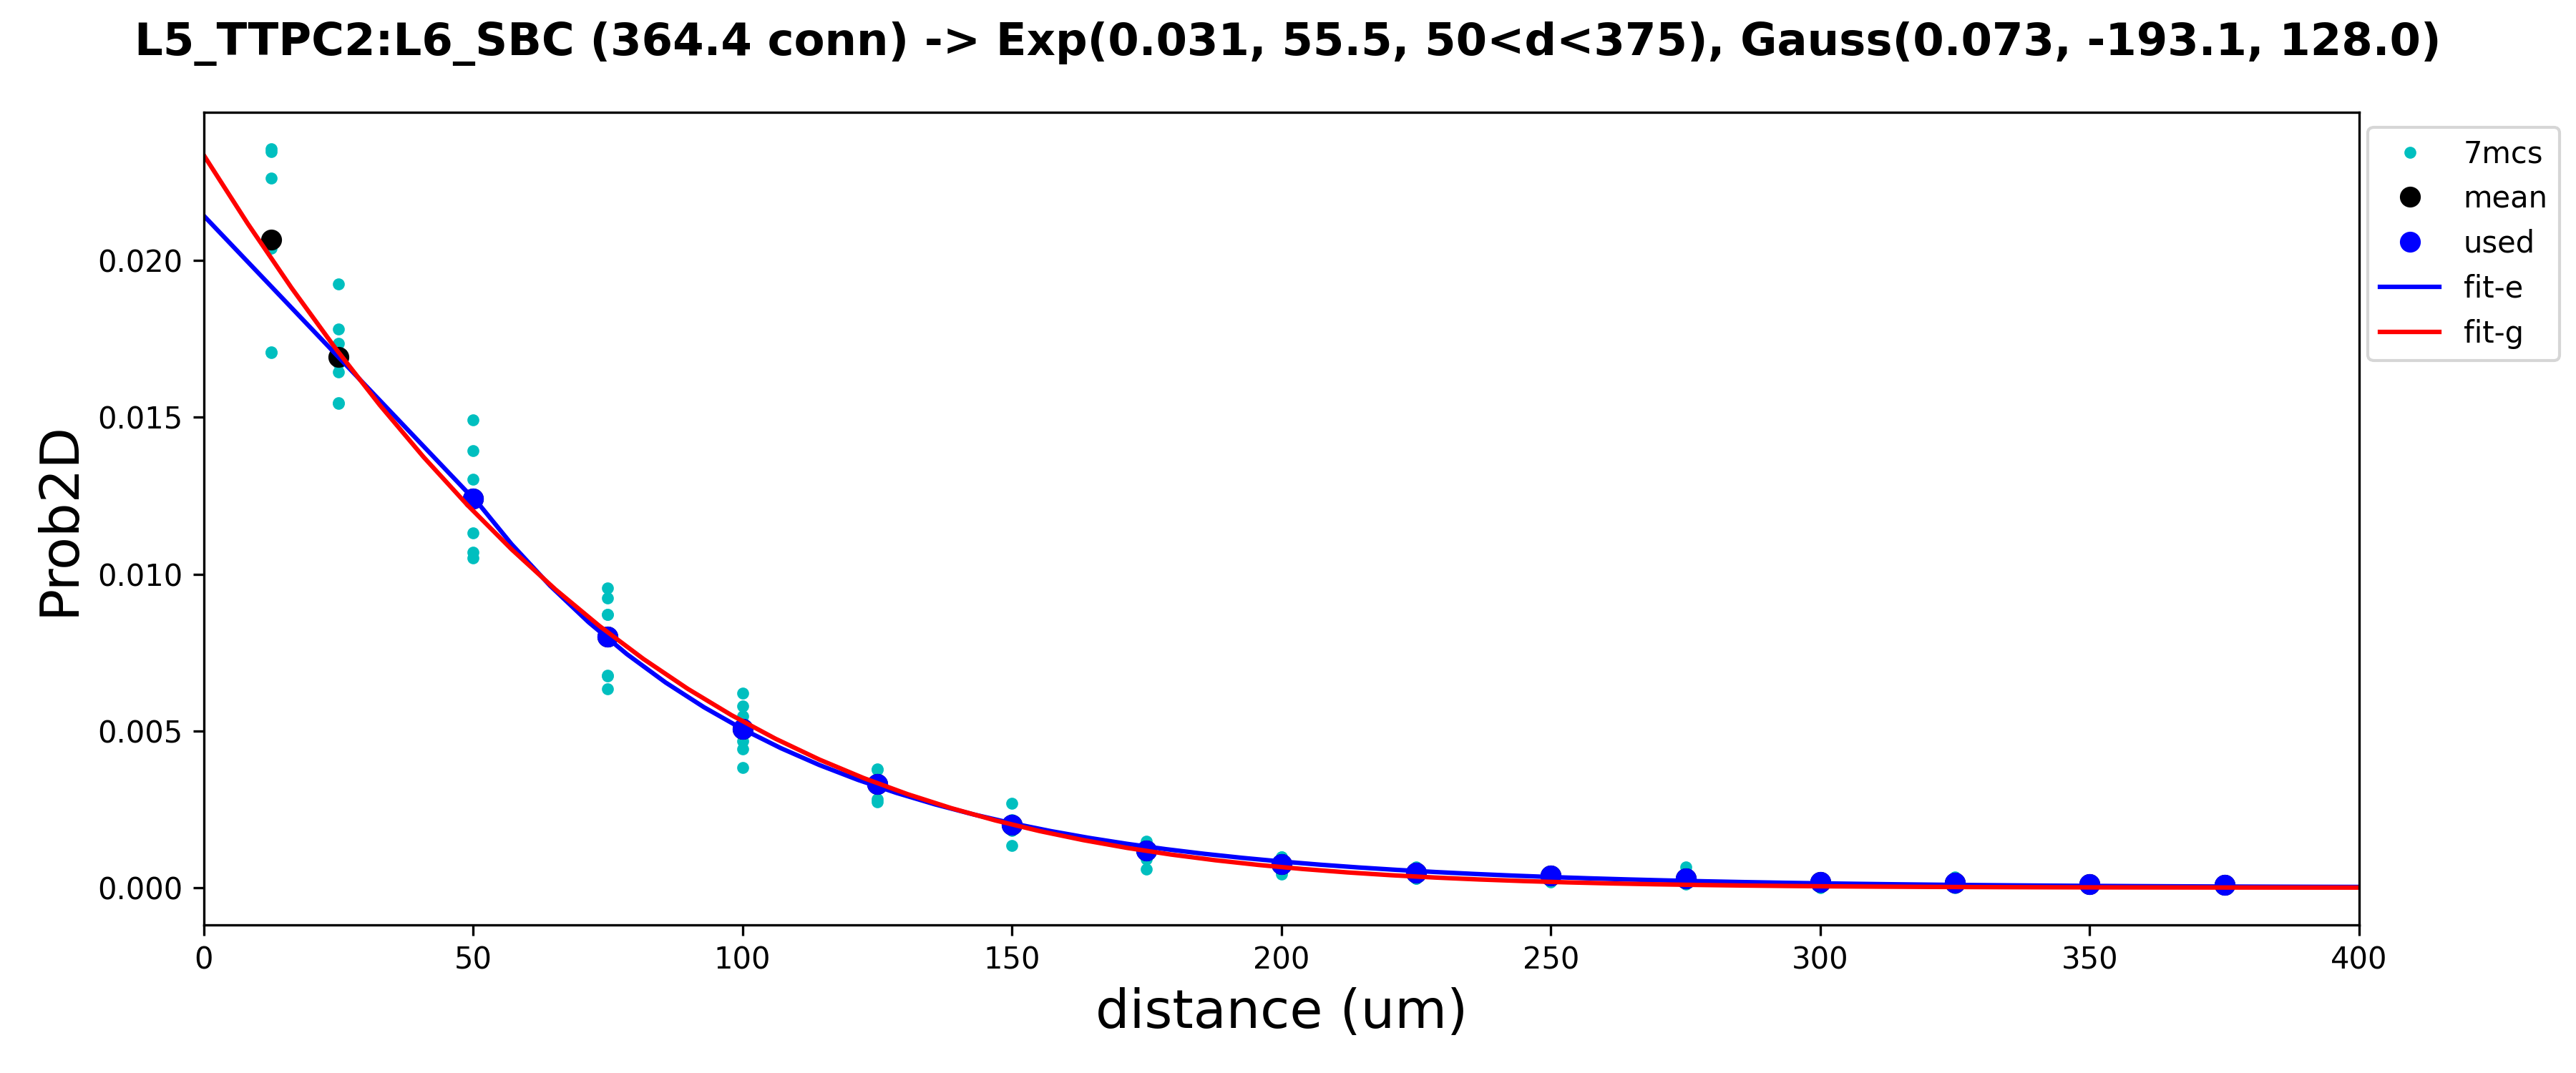 L5_TTPC2:L6_SBC (364.4 conn) -> Exp(0.031, 55.5, 50<d<375), Gauss(0.073, -193.1, 128.0)
7mcs
mean
used
fit-e
fit-g
Prob2D
0.020
0.015
0.010
0.005
0.000
0 50 100 150 200 250 300 350 400
distance (um)